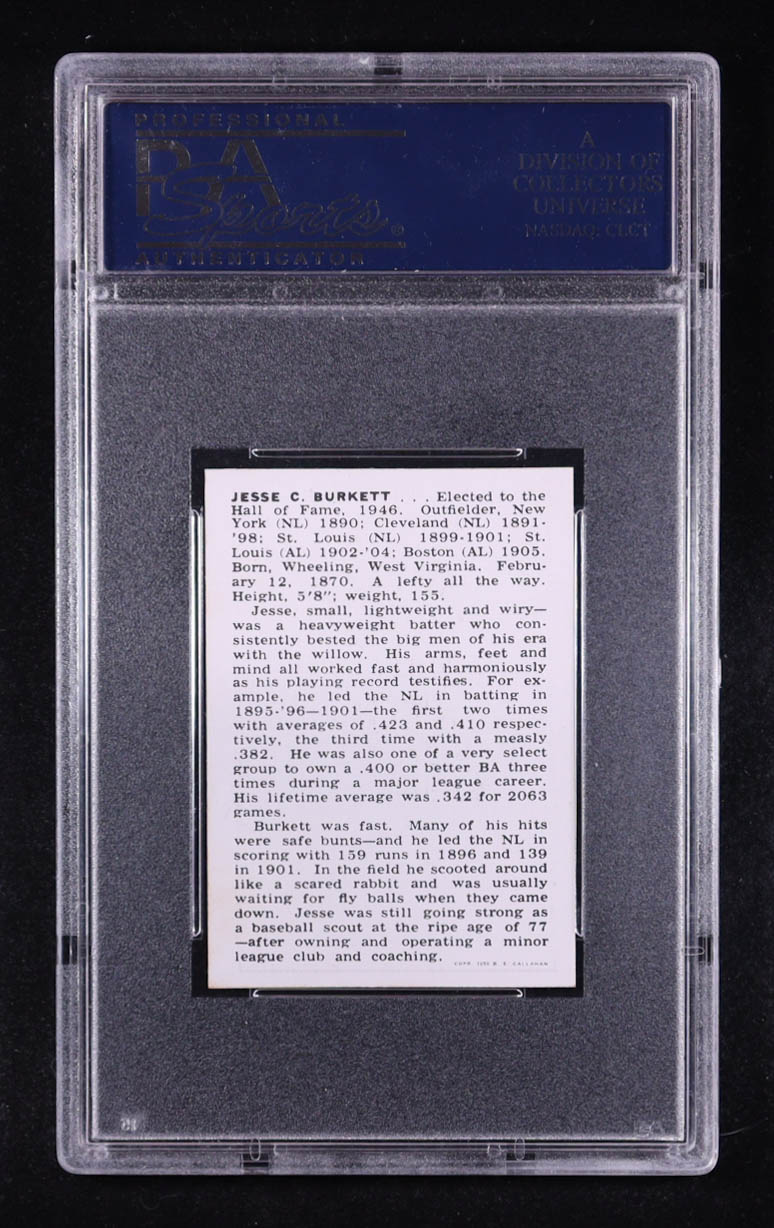 PROFESSIONAL
PSA
Sports®
AUTHENTICATOR
A
DIVISION OF
COLLECTORS
UNIVERSE
NASDAQ: CLCT
JESSE C. BURKETT . . . Elected to the
Hall of Fame, 1946. Outfielder, New
York (NL) 1890; Cleveland (NL) 1891-
'98; St. Louis (NL) 1899-1901; St.
Louis (AL) 1902-'04; Boston (AL) 1905.
Born, Wheeling, West Virginia. Febru-
ary 12, 1870. A lefty all the way.
Height, 5'8"; weight, 155.
Jesse, small, lightweight and wiry—
was a heavyweight batter who con-
sistently bested the big men of his era
with the willow. His arms, feet and
mind all worked fast and harmoniously
as his playing record testifies. For ex-
ample, he led the NL in batting in
1895-'96—1901—the first two times
with averages of .423 and .410 respec-
tively, the third time with a measly
.382. He was also one of a very select
group to own a .400 or better BA three
times during a major league career.
His lifetime average was .342 for 2063
games.
Burkett was fast. Many of his hits
were safe bunts—and he led the NL in
scoring with 159 runs in 1896 and 139
in 1901. In the field he scooted around
like a scared rabbit and was usually
waiting for fly balls when they came
down. Jesse was still going strong as
a baseball scout at the ripe age of 77
—after owning and operating a minor
league club and coaching.
COPR. B. E. CALLAHAN